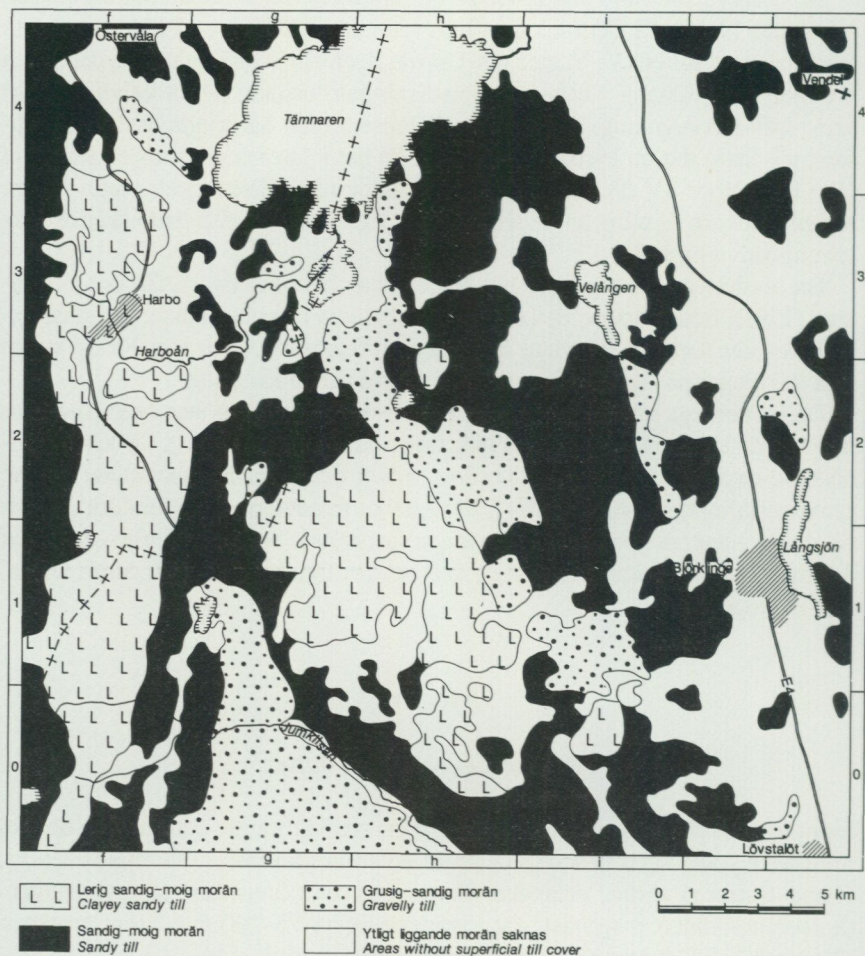 f g h i j
Östervåla
4 Vendel 4
Tämnaren
3 3
Harbo
Velången
Harboån
2 2
Långsjön
Björklinge
1 1
E4
Jumkilsån
0 0
Lövstalöt
f g h i
L L Lerig sandig-moig morän
Clayey sandy till
Grusig-sandig morän
Gravelly till
0 1 2 3 4 5 km
Sandig-moig morän
Sandy till
Ytligt liggande morän saknas
Areas without superficial till cover